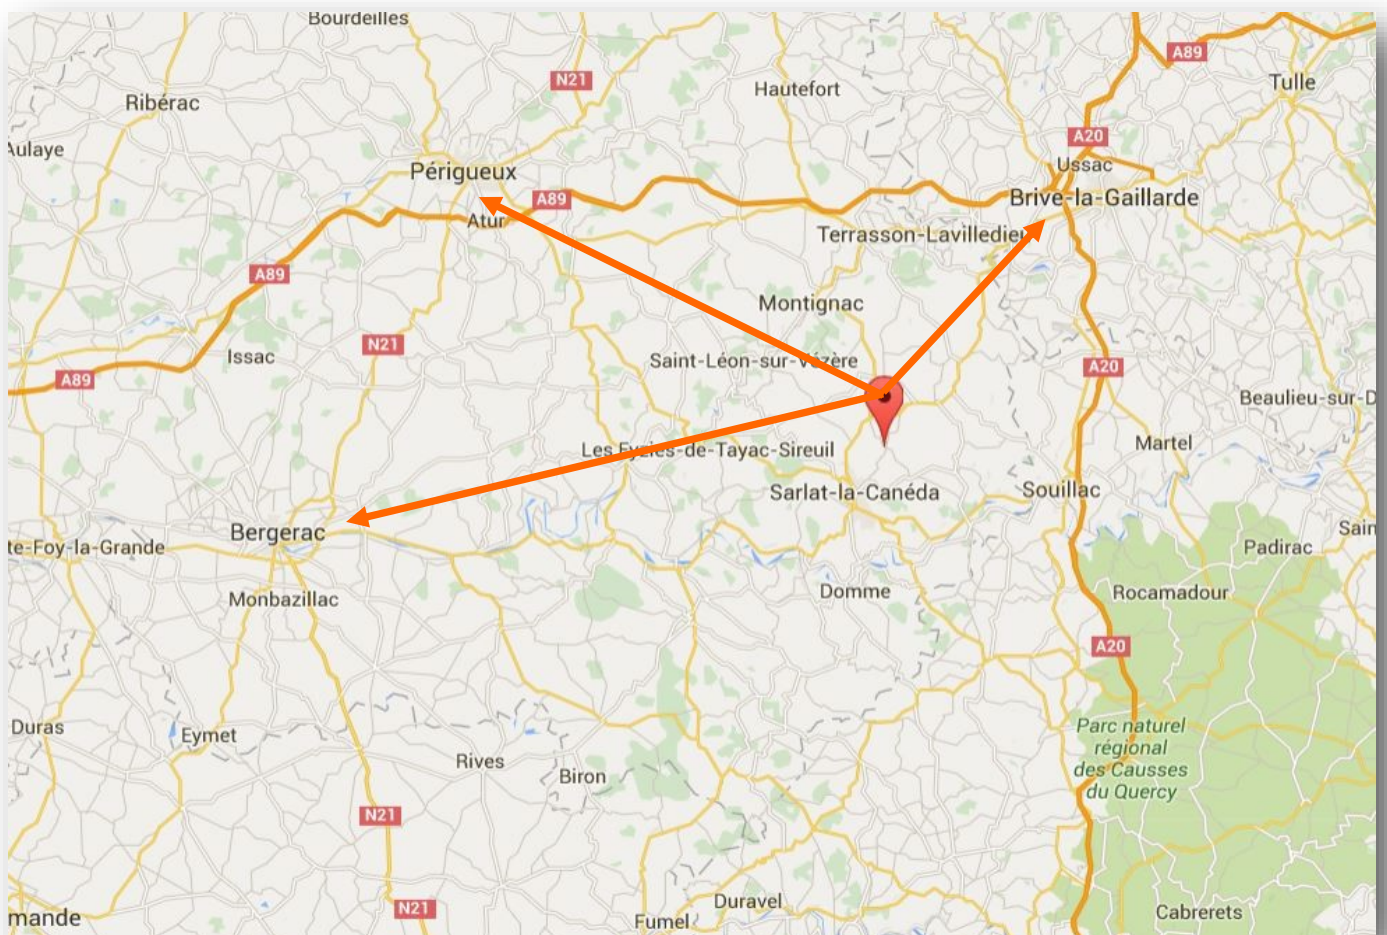 Bourdeilles
A89
N21
Tulle
Hautefort
Ribérac
A20
Aulaye
Ussac
Périgueux
Brive-la-Gaillarde
A89
Atur
Terrasson-Lavilledieu
A89
Montignac
N21
Issac
Saint-Léon-sur-Vézère
A20
A89
Beaulieu-sur-D
Martel
Les Eyzies-de-Tayac-Sireuil
Souillac
Sarlat-la-Canéda
Sain
Bergerac
te-Foy-la-Grande
Padirac
Domme
Rocamadour
Monbazillac
A20
Duras
Parc naturel
régional
des Causses
du Quercy
Eymet
Rives
Biron
N21
Duravel
N21
Cabrerets
mande
Fumel